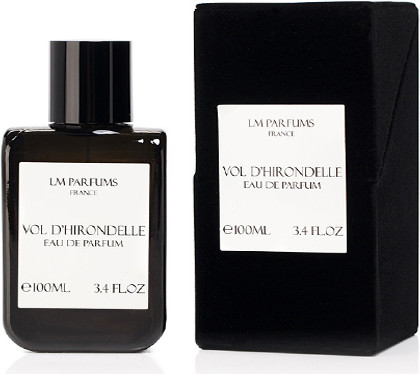 LM PARFUMS
FRANCE
VOL D'HIRONDELLE
EAU DE PARFUM
℮100ML 3.4 FL.OZ
LM PARFUMS
FRANCE
VOL D'HIRONDELLE
EAU DE PARFUM
℮100ML 3.4 FL.OZ